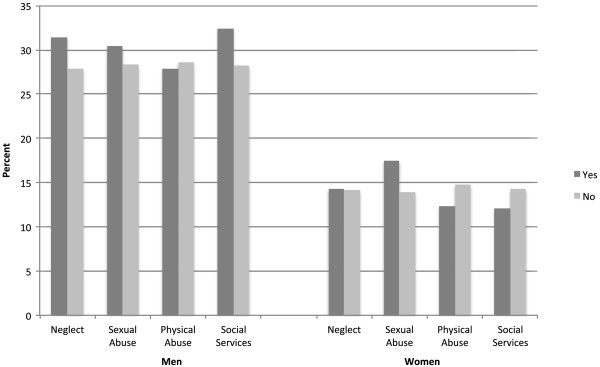 35
30
25
20
15
10
5
0
Percent
Neglect
Sexual
Abuse
Physical
Abuse
Social
Services
Men
Neglect
Sexual
Abuse
Physical
Abuse
Social
Services
Women
Yes
No